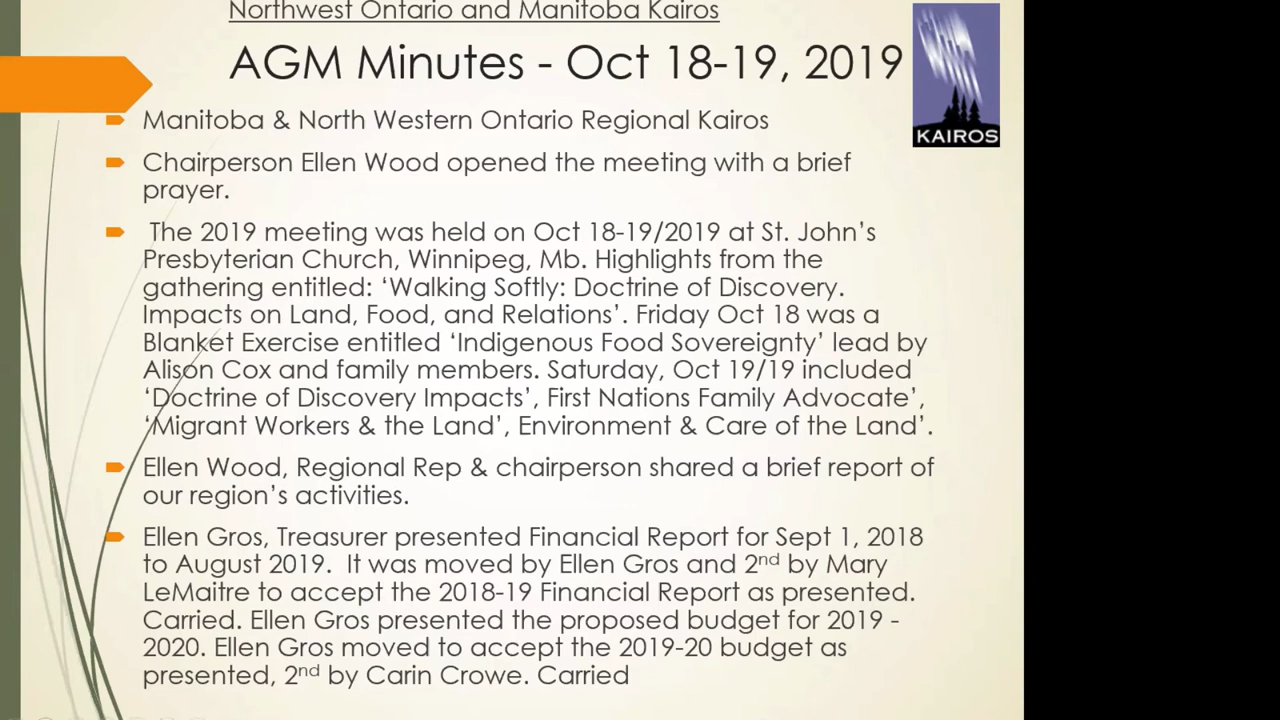 Northwest Ontario and Manitoba Kairos
AGM Minutes - Oct 18-19, 2019
KAIROS
Manitoba & North Western Ontario Regional Kairos
Chairperson Ellen Wood opened the meeting with a brief
prayer.
The 2019 meeting was held on Oct 18-19/2019 at St. John’s
Presbyterian Church, Winnipeg, Mb. Highlights from the
gathering entitled: ‘Walking Softly: Doctrine of Discovery.
Impacts on Land, Food, and Relations’. Friday Oct 18 was a
Blanket Exercise entitled ‘Indigenous Food Sovereignty’ lead by
Alison Cox and family members. Saturday, Oct 19/19 included
‘Doctrine of Discovery Impacts’, First Nations Family Advocate’,
‘Migrant Workers & the Land’, Environment & Care of the Land’.
Ellen Wood, Regional Rep & chairperson shared a brief report of
our region’s activities.
Ellen Gros, Treasurer presented Financial Report for Sept 1, 2018
to August 2019.  It was moved by Ellen Gros and 2nd by Mary
LeMaitre to accept the 2018-19 Financial Report as presented.
Carried. Ellen Gros presented the proposed budget for 2019 -
2020. Ellen Gros moved to accept the 2019-20 budget as
presented, 2nd by Carin Crowe. Carried